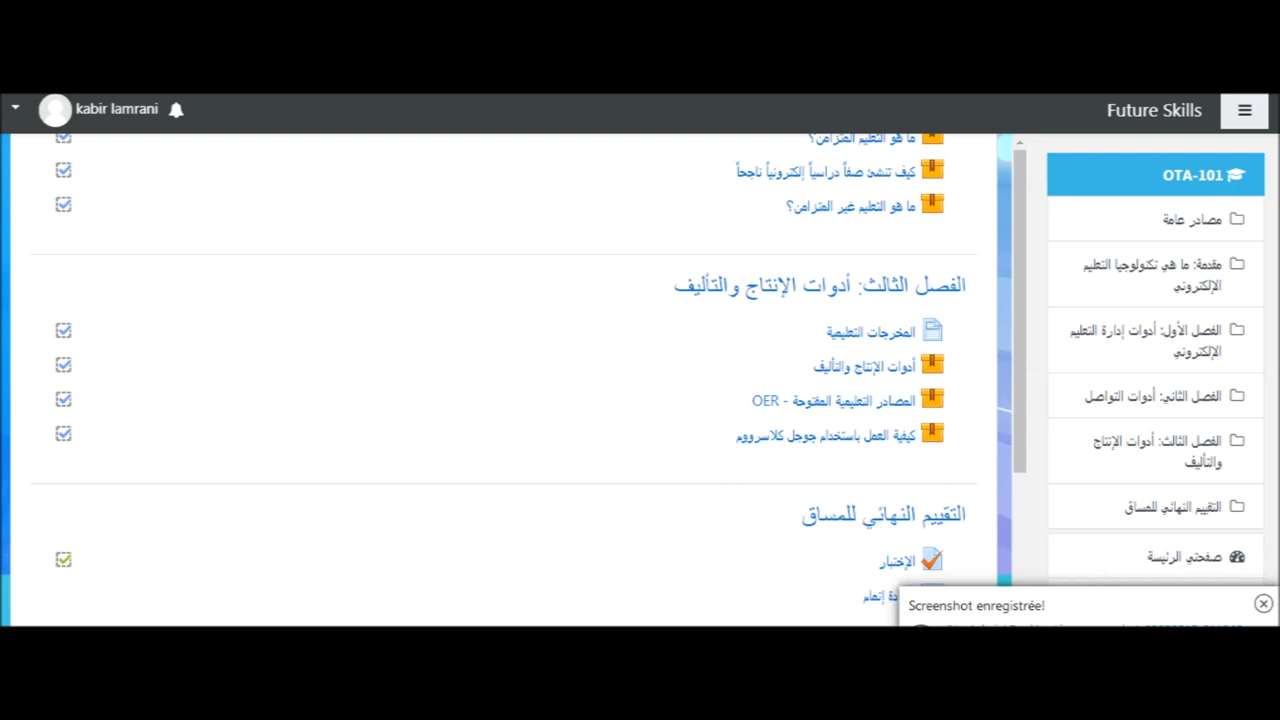 kabir lamrani
Future Skills
ما هو التعليم المتزامن؟
كيف تنشئ صفاً دراسياً إلكترونياً ناجحاً
ما هو التعليم غير المتزامن؟
الفصل الثالث: أدوات الإنتاج والتأليف
المخرجات التعليمية
أدوات الإنتاج والتأليف
المصادر التعليمية المفتوحة - OER
كيفية العمل باستخدام جوجل كلاسرووم
التقييم النهائي للمساق
الإختبار
إتمام
OTA-101
مصادر عامة
مقدمة: ما هي تكنولوجيا التعليم
الإلكتروني
الفصل الأول: أدوات إدارة التعليم
الإلكتروني
الفصل الثاني: أدوات التواصل
الفصل الثالث: أدوات الإنتاج
والتأليف
التقييم النهائي للمساق
صفحتي الرئيسة
Screenshot enregistrée!